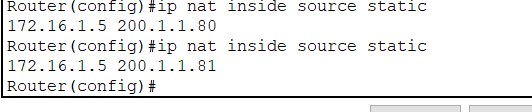 Router(config)#ip nat inside source static
172.16.1.5 200.1.1.80
Router(config)#ip nat inside source static
172.16.1.5 200.1.1.81
Router(config)#